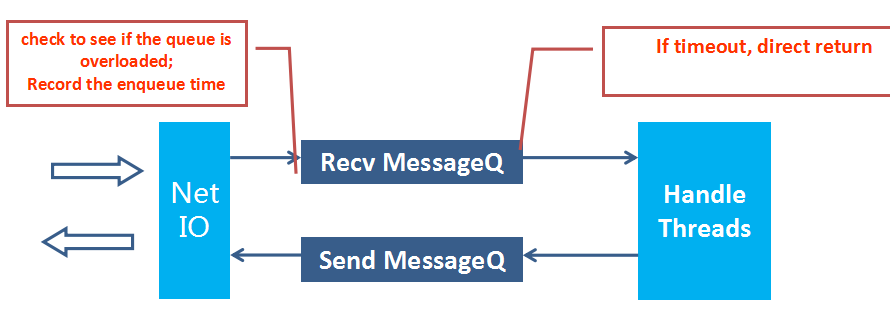 check to see if the queue is
overloaded;
Record the enqueue time
If timeout, direct return
Net
IO
Recv MessageQ
Handle
Threads
Send MessageQ